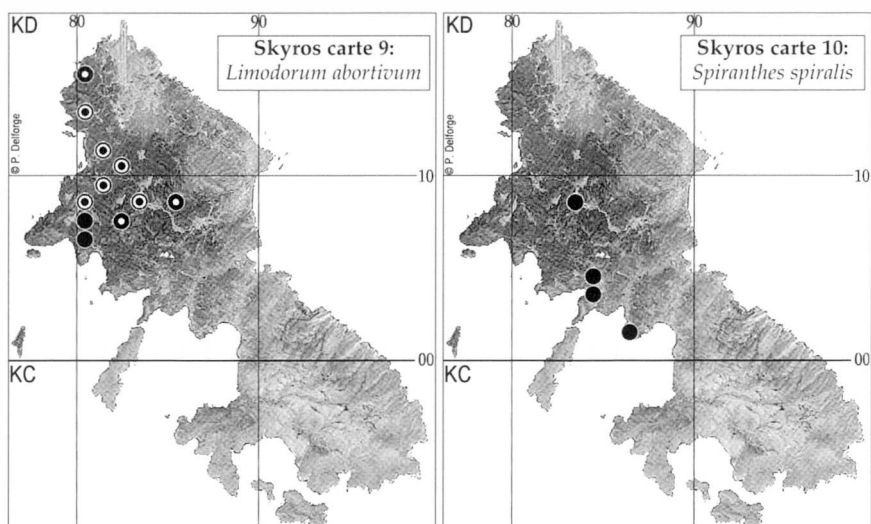 KD
80
90
Skyros carte 9:
Limodorum abortivum
© P. Delforge
10
00
KC
KD
80
90
Skyros carte 10:
Spiranthes spiralis
© P. Delforge
10
00
KC